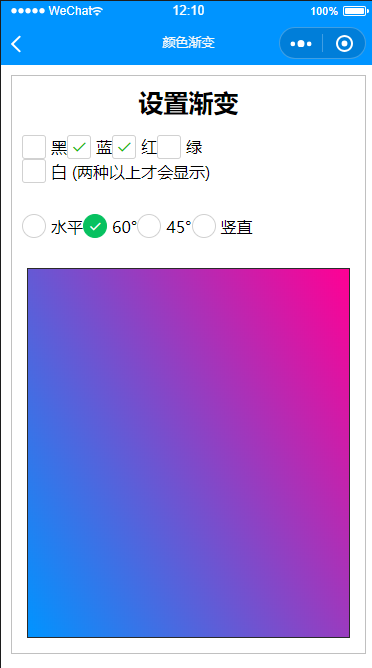 WeChat 12:10 100%
颜色渐变
设置渐变
黑 蓝 红 绿
白 (两种以上才会显示)
水平 60° 45° 竖直